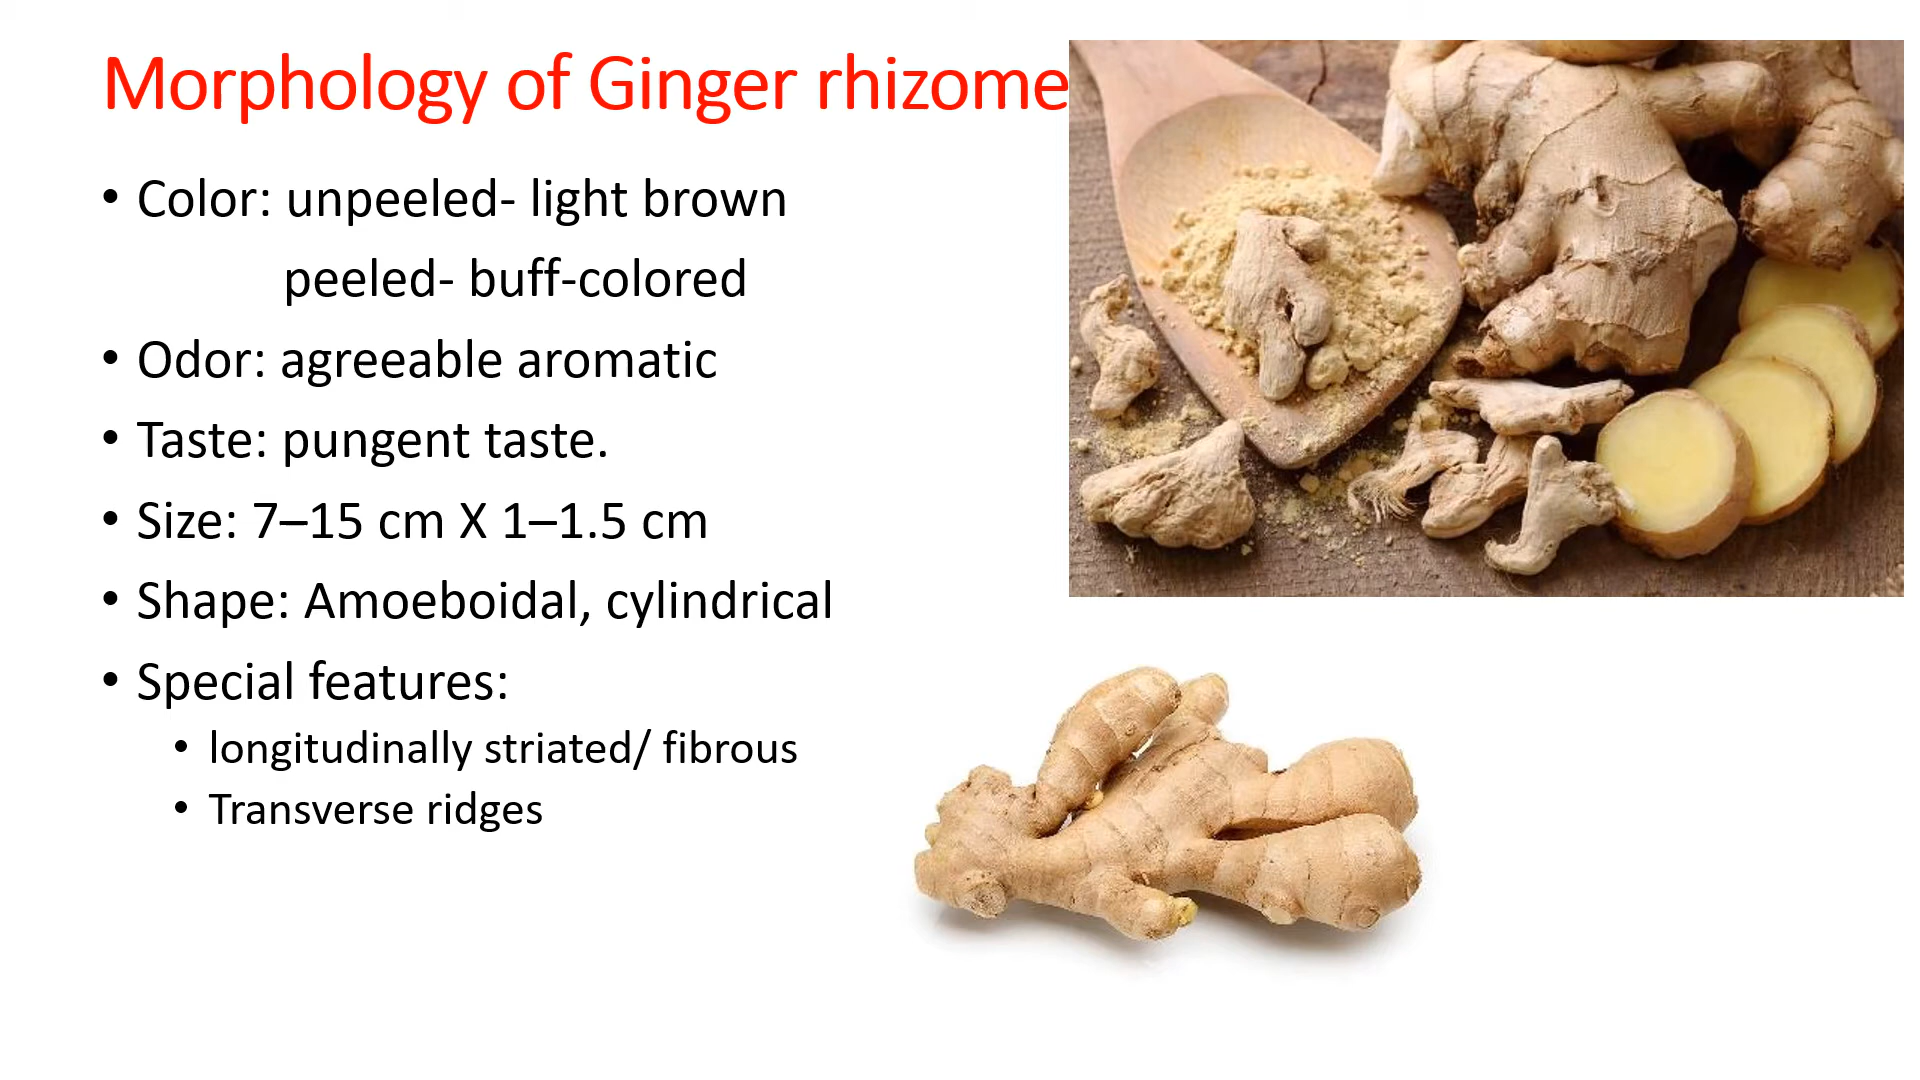 Morphology of Ginger rhizome
• Color: unpeeled- light brown
peeled- buff-colored
• Odor: agreeable aromatic
• Taste: pungent taste.
• Size: 7–15 cm X 1–1.5 cm
• Shape: Amoeboidal, cylindrical
• Special features:
• longitudinally striated/ fibrous
• Transverse ridges